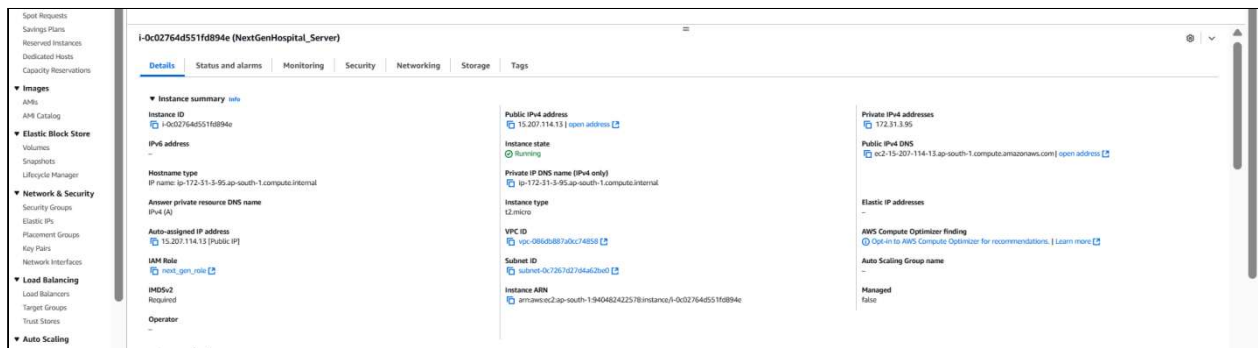 Spot Requests
Savings Plans
Reserved Instances
Dedicated Hosts
Capacity Reservations
▼ Images
AMIs
AMI Catalog
▼ Elastic Block Store
Volumes
Snapshots
Lifecycle Manager
▼ Network & Security
Security Groups
Elastic IPs
Placement Groups
Key Pairs
Network Interfaces
▼ Load Balancing
Load Balancers
Target Groups
Trust Stores
▼ Auto Scaling
i-0c02764d551fd894e (NextGenHospital_Server)
Details Status and alarms Monitoring Security Networking Storage Tags
▼ Instance summary Info
Instance ID
i-0c02764d551fd894e
IPv6 address
–
Hostname type
IP name: ip-172-31-3-95.ap-south-1.compute.internal
Answer private resource DNS name
IPv4 (A)
Auto-assigned IP address
15.207.114.13 [Public IP]
IAM Role
next_gen_role
IMDSv2
Required
Operator
–
Public IPv4 address
15.207.114.13 | open address
Instance state
Running
Private IP DNS name (IPv4 only)
ip-172-31-3-95.ap-south-1.compute.internal
Instance type
t2.micro
VPC ID
vpc-086db887a0cc74858
Subnet ID
subnet-0c7267d27d4a62be0
Instance ARN
arn:aws:ec2:ap-south-1:940482422578:instance/i-0c02764d551fd894e
Private IPv4 addresses
172.31.3.95
Public IPv4 DNS
ec2-15-207-114-13.ap-south-1.compute.amazonaws.com | open address
Elastic IP addresses
–
AWS Compute Optimizer finding
Opt-in to AWS Compute Optimizer for recommendations. | Learn more
Auto Scaling Group name
–
Managed
false